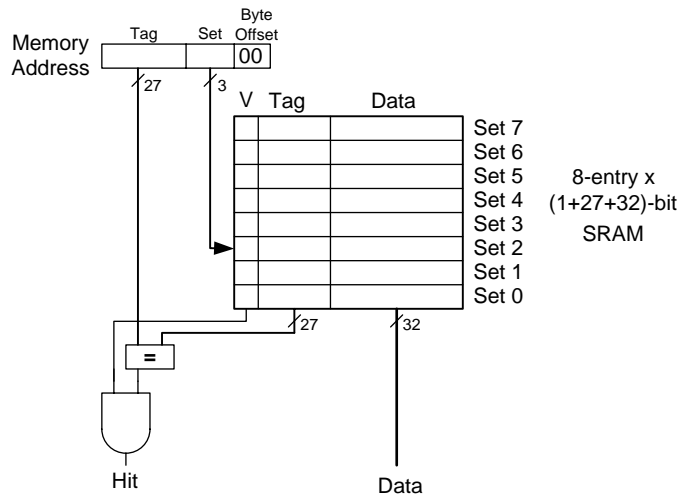 Memory
Address
Tag
Set
Byte
Offset
00
27
3
V
Tag
Data
Set 7
Set 6
Set 5
Set 4
Set 3
Set 2
Set 1
Set 0
8-entry x
(1+27+32)-bit
SRAM
27
32
=
Hit
Data